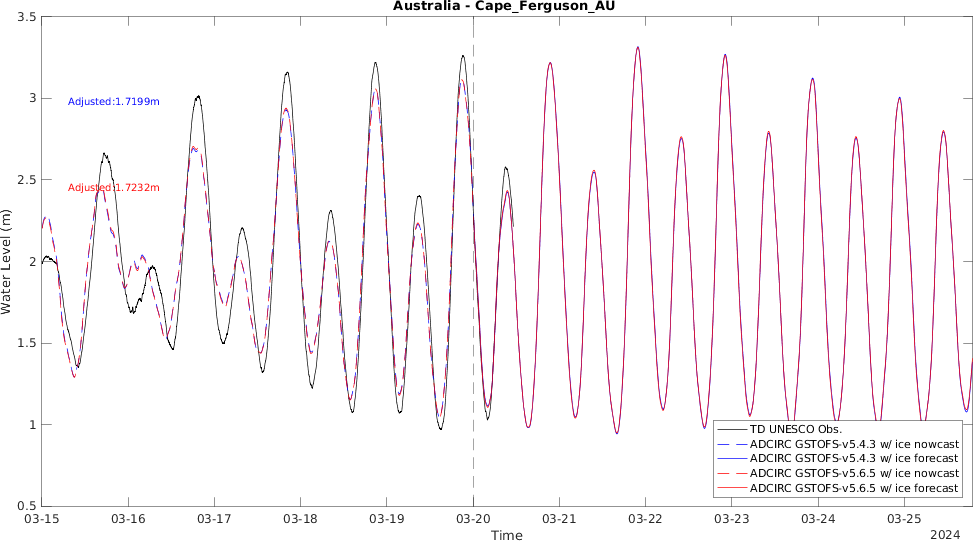 Australia - Cape_Ferguson_AU
3.5
3
2.5
2
1.5
1
0.5
Water Level (m)
Adjusted:1.7199m
Adjusted:1.7232m
TD UNESCO Obs.
ADCIRC GSTOFS-v5.4.3 w/ ice nowcast
ADCIRC GSTOFS-v5.4.3 w/ ice forecast
ADCIRC GSTOFS-v5.6.5 w/ ice nowcast
ADCIRC GSTOFS-v5.6.5 w/ ice forecast
03-15 03-16 03-17 03-18 03-19 03-20 03-21 03-22 03-23 03-24 03-25
Time
2024